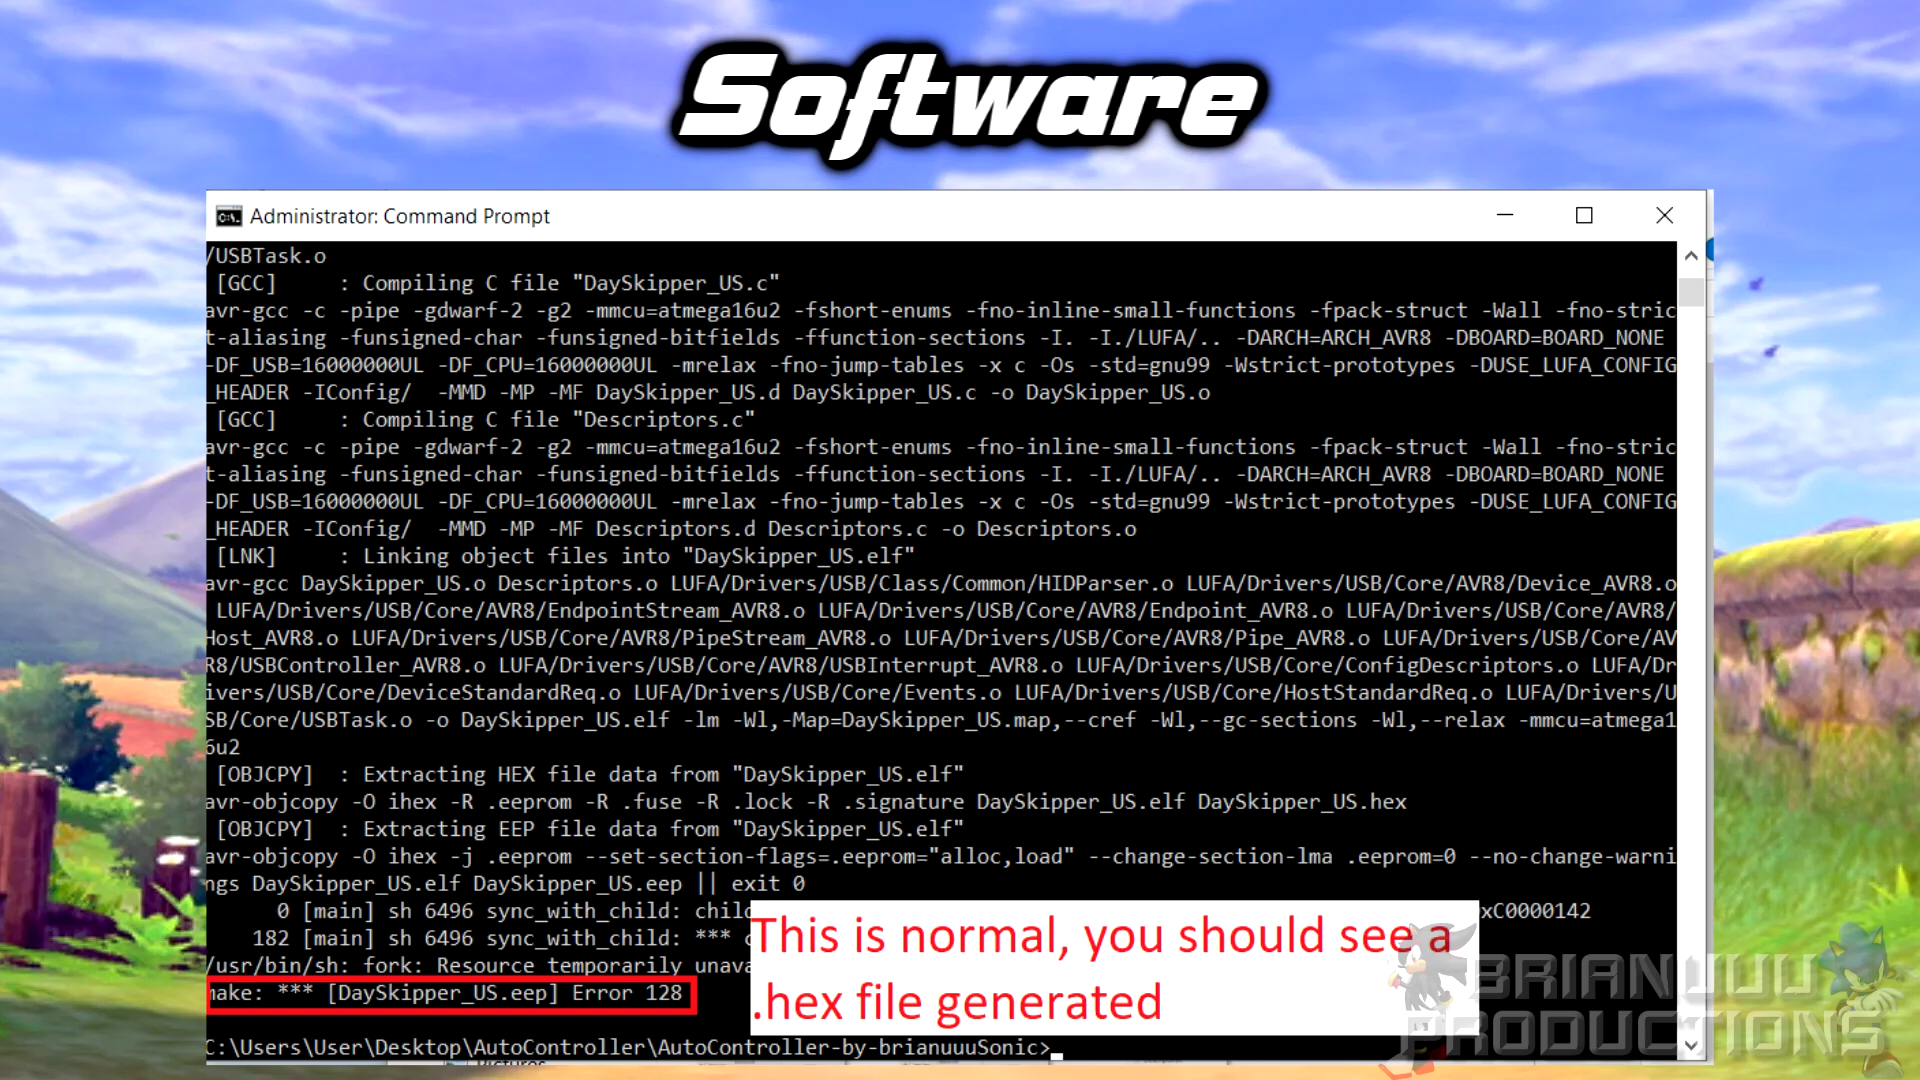 Software
Administrator: Command Prompt
/USBTask.o
[GCC]     : Compiling C file "DaySkipper_US.c"
avr-gcc -c -pipe -gdwarf-2 -g2 -mmcu=atmega16u2 -fshort-enums -fno-inline-small-functions -fpack-struct -Wall -fno-stric
t-aliasing -funsigned-char -funsigned-bitfields -ffunction-sections -I. -I./LUFA/.. -DARCH=ARCH_AVR8 -DBOARD=BOARD_NONE
-DF_USB=16000000UL -DF_CPU=16000000UL -mrelax -fno-jump-tables -x c -Os -std=gnu99 -Wstrict-prototypes -DUSE_LUFA_CONFIG
_HEADER -IConfig/  -MMD -MP -MF DaySkipper_US.d DaySkipper_US.c -o DaySkipper_US.o
[GCC]     : Compiling C file "Descriptors.c"
avr-gcc -c -pipe -gdwarf-2 -g2 -mmcu=atmega16u2 -fshort-enums -fno-inline-small-functions -fpack-struct -Wall -fno-stric
t-aliasing -funsigned-char -funsigned-bitfields -ffunction-sections -I. -I./LUFA/.. -DARCH=ARCH_AVR8 -DBOARD=BOARD_NONE
-DF_USB=16000000UL -DF_CPU=16000000UL -mrelax -fno-jump-tables -x c -Os -std=gnu99 -Wstrict-prototypes -DUSE_LUFA_CONFIG
_HEADER -IConfig/  -MMD -MP -MF Descriptors.d Descriptors.c -o Descriptors.o
[LNK]     : Linking object files into "DaySkipper_US.elf"
avr-gcc DaySkipper_US.o Descriptors.o LUFA/Drivers/USB/Class/Common/HIDParser.o LUFA/Drivers/USB/Core/AVR8/Device_AVR8.o
LUFA/Drivers/USB/Core/AVR8/EndpointStream_AVR8.o LUFA/Drivers/USB/Core/AVR8/Endpoint_AVR8.o LUFA/Drivers/USB/Core/AVR8/
Host_AVR8.o LUFA/Drivers/USB/Core/AVR8/PipeStream_AVR8.o LUFA/Drivers/USB/Core/AVR8/Pipe_AVR8.o LUFA/Drivers/USB/Core/AV
R8/USBController_AVR8.o LUFA/Drivers/USB/Core/AVR8/USBInterrupt_AVR8.o LUFA/Drivers/USB/Core/ConfigDescriptors.o LUFA/Dr
ivers/USB/Core/DeviceStandardReq.o LUFA/Drivers/USB/Core/Events.o LUFA/Drivers/USB/Core/HostStandardReq.o LUFA/Drivers/U
SB/Core/USBTask.o -o DaySkipper_US.elf -lm -Wl,-Map=DaySkipper_US.map,--cref -Wl,--gc-sections -Wl,--relax -mmcu=atmega1
6u2
[OBJCPY]  : Extracting HEX file data from "DaySkipper_US.elf"
avr-objcopy -O ihex -R .eeprom -R .fuse -R .lock -R .signature DaySkipper_US.elf DaySkipper_US.hex
[OBJCPY]  : Extracting EEP file data from "DaySkipper_US.elf"
avr-objcopy -O ihex -j .eeprom --set-section-flags=.eeprom="alloc,load" --change-section-lma .eeprom=0 --no-change-warni
ngs DaySkipper_US.elf DaySkipper_US.eep || exit 0
0 [main] sh 6496 sync_with_child: chil xC0000142
182 [main] sh 6496 sync_with_child: ***
/usr/bin/sh: fork: Resource temporarily unava
make: *** [DaySkipper_US.eep] Error 128
This is normal, you should see a
.hex file generated
C:\Users\User\Desktop\AutoController\AutoController-by-brianuuuSonic>
BRIANUUU
PRODUCTIONS